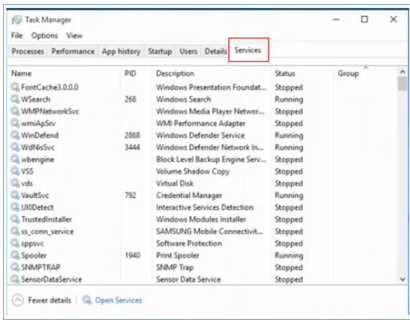 Task Manager
File Options View
Processes Performance App history Startup Users Details Services
Name PID Description Status Group
FontCache3.0.0.0 Windows Presentation Foundat... Stopped
WSearch 268 Windows Search Running
WMPNetworkSvc Windows Media Player Networ... Stopped
wmiApSrv WMI Performance Adapter Stopped
WinDefend 2868 Windows Defender Service Running
WdNisSvc 3444 Windows Defender Network In... Running
wbengine Block Level Backup Engine Serv... Stopped
VSS Volume Shadow Copy Stopped
vds Virtual Disk Stopped
VaultSvc 792 Credential Manager Running
UI0Detect Interactive Services Detection Stopped
TrustedInstaller Windows Modules Installer Stopped
ss_conn_service SAMSUNG Mobile Connectivit... Stopped
sppsvc Software Protection Stopped
Spooler 1940 Print Spooler Running
SNMPTRAP SNMP Trap Stopped
SensorDataService Sensor Data Service Stopped
Fewer details Open Services